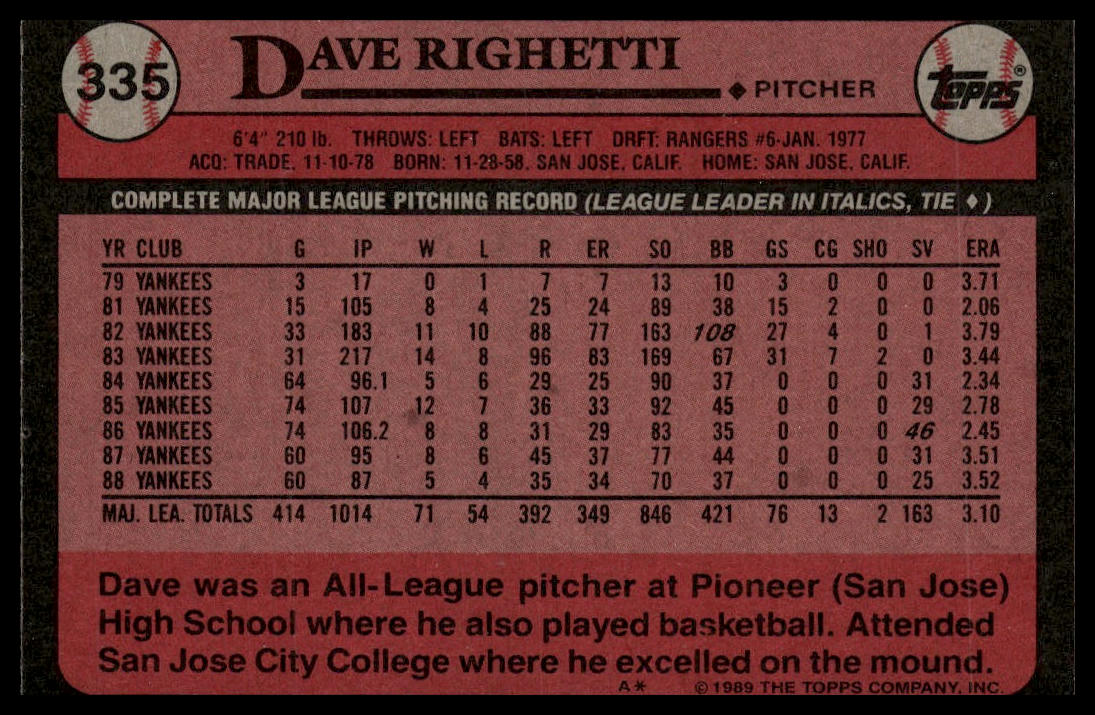 335
DAVE RIGHETTI
◆ PITCHER
TOPPS®
6'4" 210 lb. THROWS: LEFT BATS: LEFT DRFT: RANGERS #6-JAN. 1977
ACQ: TRADE, 11-10-78 BORN: 11-28-58, SAN JOSE, CALIF. HOME: SAN JOSE, CALIF.
COMPLETE MAJOR LEAGUE PITCHING RECORD (LEAGUE LEADER IN ITALICS, TIE ♦)
YR CLUB G IP W L R ER SO BB GS CG SHO SV ERA
79 YANKEES 3 17 0 1 7 7 13 10 3 0 0 0 3.71
81 YANKEES 15 105 8 4 25 24 89 38 15 2 0 0 2.06
82 YANKEES 33 183 11 10 88 77 163 108 27 4 0 1 3.79
83 YANKEES 31 217 14 8 96 83 169 67 31 7 2 0 3.44
84 YANKEES 64 96.1 5 6 29 25 90 37 0 0 0 31 2.34
85 YANKEES 74 107 12 7 36 33 92 45 0 0 0 29 2.78
86 YANKEES 74 106.2 8 8 31 29 83 35 0 0 0 46 2.45
87 YANKEES 60 95 8 6 45 37 77 44 0 0 0 31 3.51
88 YANKEES 60 87 5 4 35 34 70 37 0 0 0 25 3.52
MAJ. LEA. TOTALS 414 1014 71 54 392 349 846 421 76 13 2 163 3.10
Dave was an All-League pitcher at Pioneer (San Jose)
High School where he also played basketball. Attended
San Jose City College where he excelled on the mound.
A* © 1989 THE TOPPS COMPANY, INC.